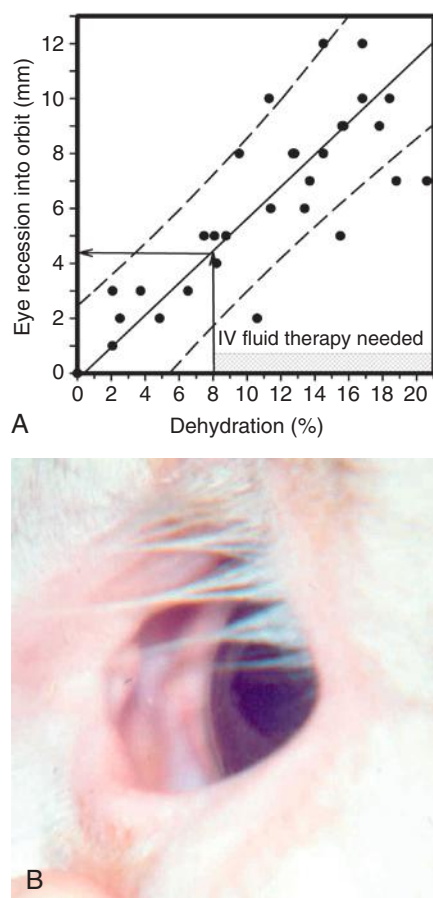 Eye recession into orbit (mm)
12
10
8
6
4
2
0
IV fluid therapy needed
0 2 4 6 8 10 12 14 16 18 20
Dehydration (%)
A
B